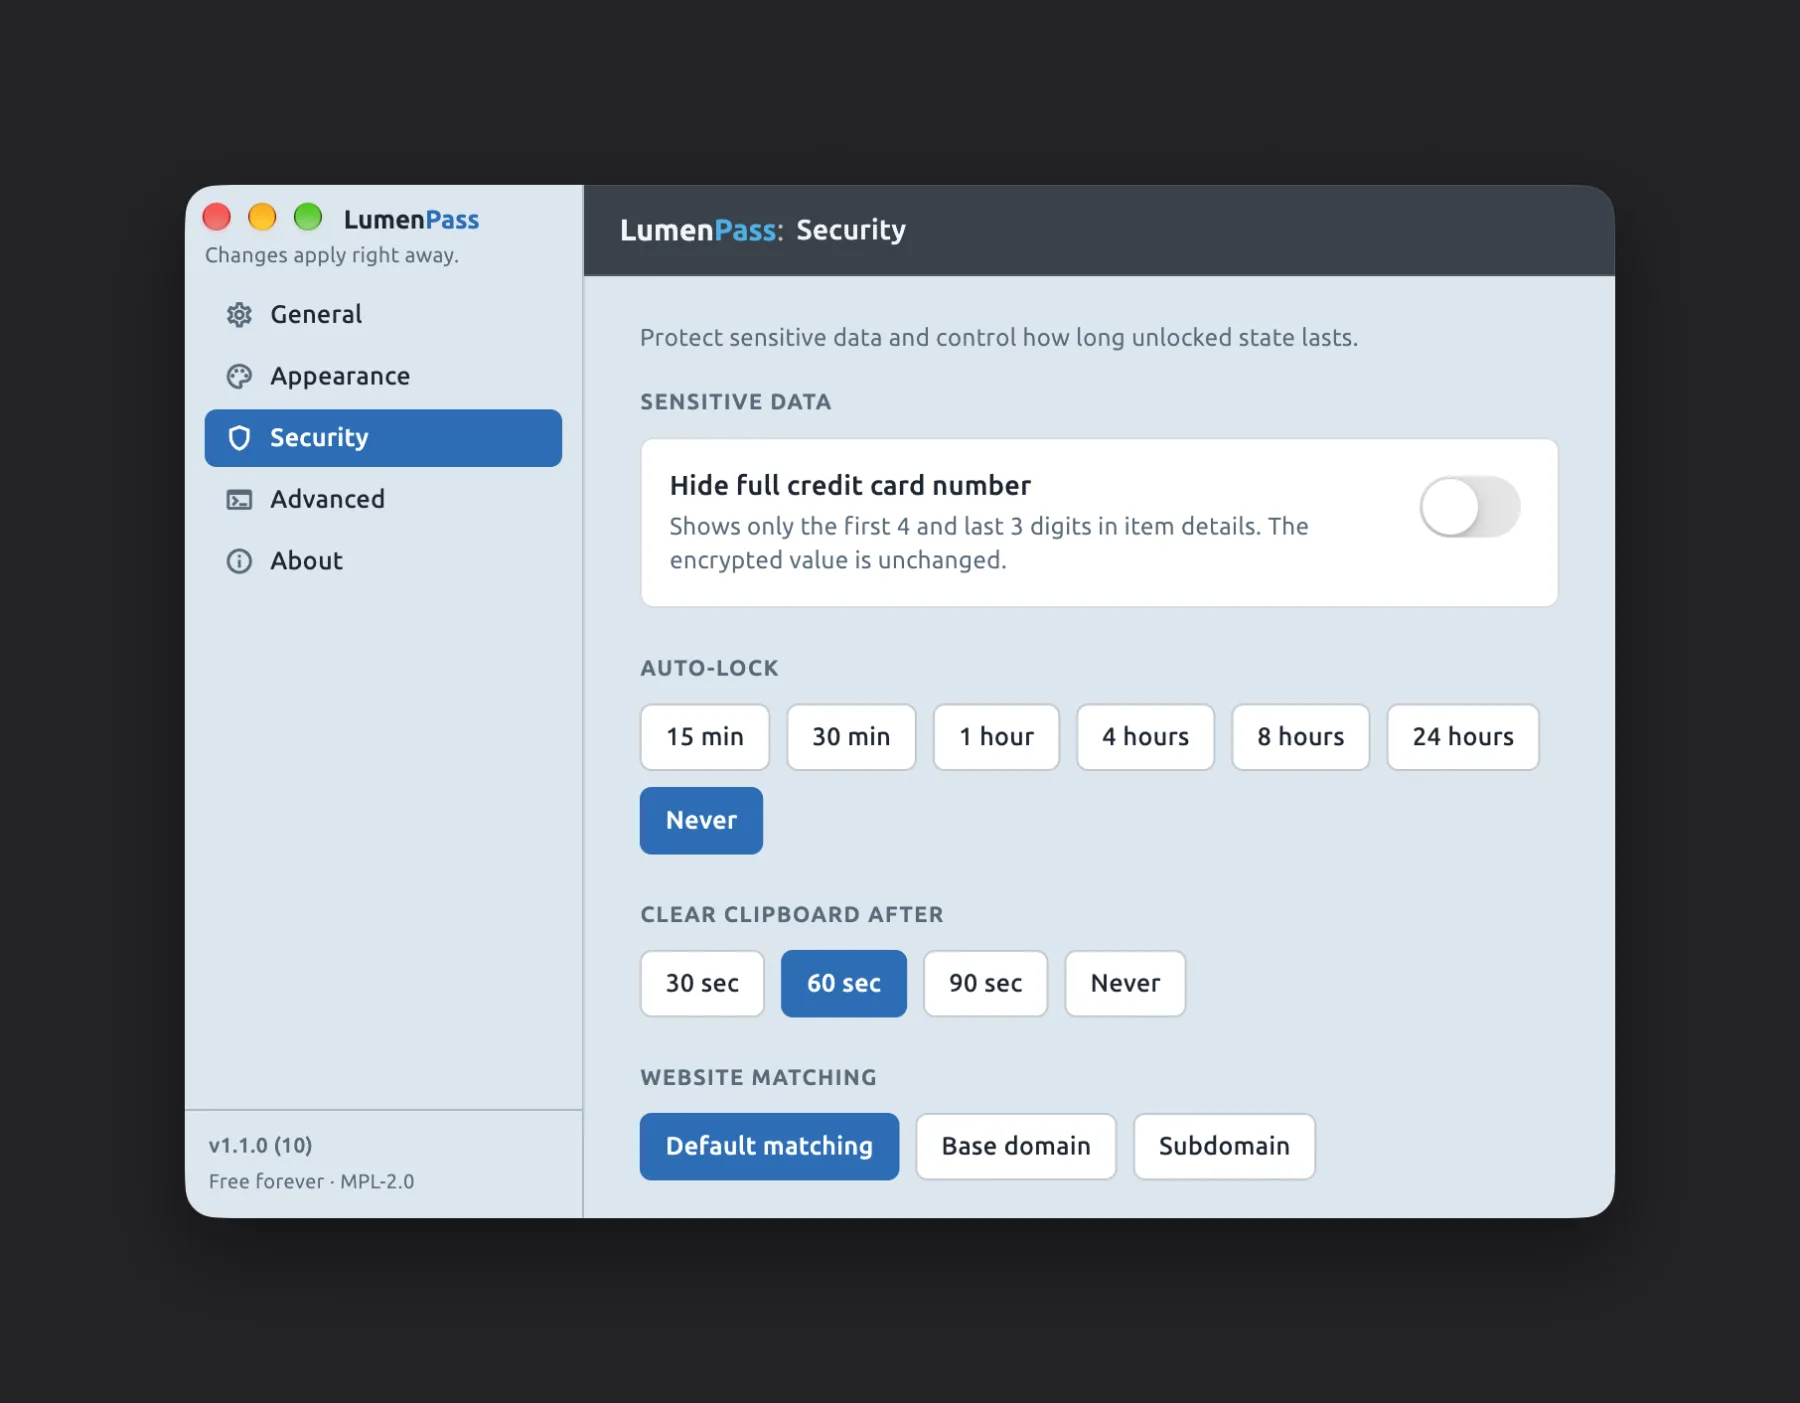 LumenPass
Changes apply right away.
General
Appearance
Security
Advanced
About
v1.1.0 (10)
Free forever · MPL-2.0
LumenPass: Security
Protect sensitive data and control how long unlocked state lasts.
SENSITIVE DATA
Hide full credit card number
Shows only the first 4 and last 3 digits in item details. The
encrypted value is unchanged.
AUTO-LOCK
15 min 30 min 1 hour 4 hours 8 hours 24 hours
Never
CLEAR CLIPBOARD AFTER
30 sec 60 sec 90 sec Never
WEBSITE MATCHING
Default matching Base domain Subdomain